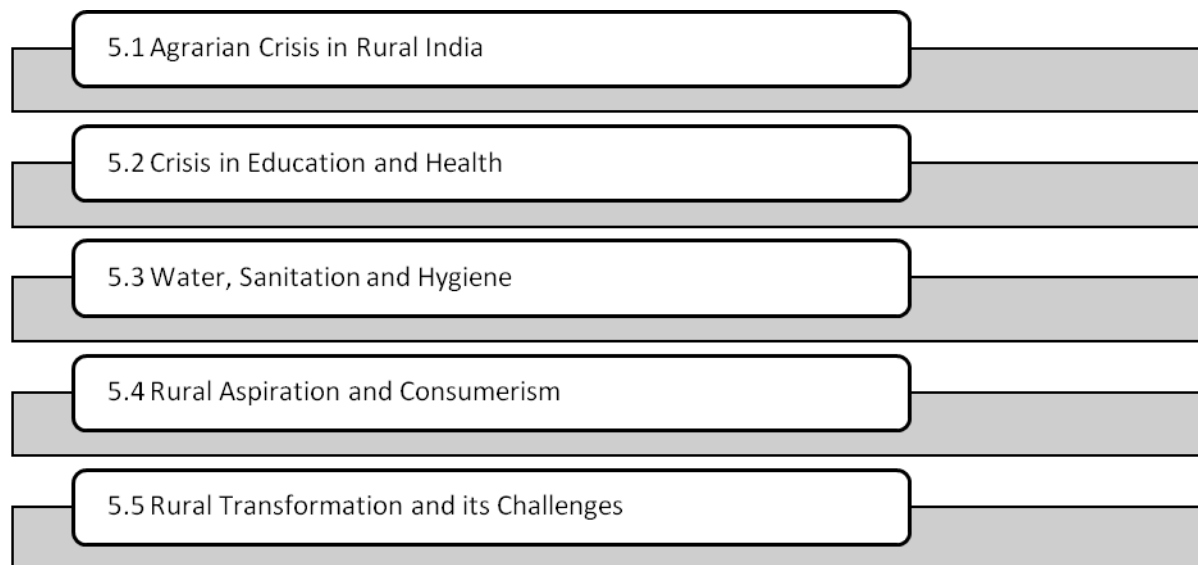 5.1 Agrarian Crisis in Rural India
5.2 Crisis in Education and Health
5.3 Water, Sanitation and Hygiene
5.4 Rural Aspiration and Consumerism
5.5 Rural Transformation and its Challenges